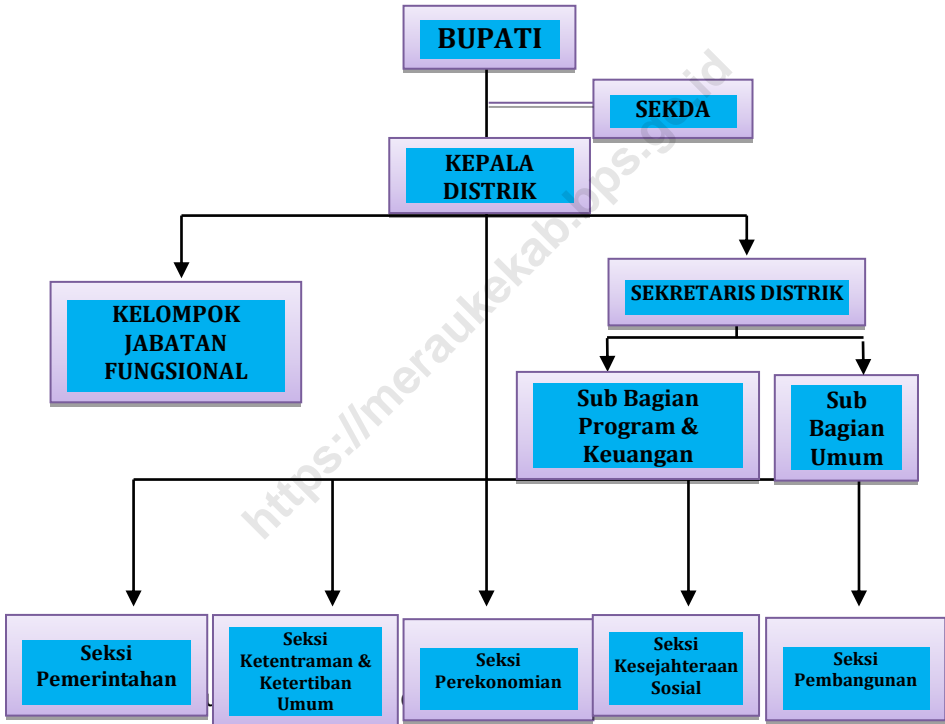 BUPATI
SEKDA
KEPALA
DISTRIK
SEKRETARIS DISTRIK
KELOMPOK
JABATAN
FUNGSIONAL
Sub Bagian
Program &
Keuangan
Sub
Bagian
Umum
Seksi
Pemerintahan
Seksi
Ketentraman &
Ketertiban
Umum
Seksi
Perekonomian
Seksi
Kesejahteraan
Sosial
Seksi
Pembangunan
https://meraukekab.bps.go.id